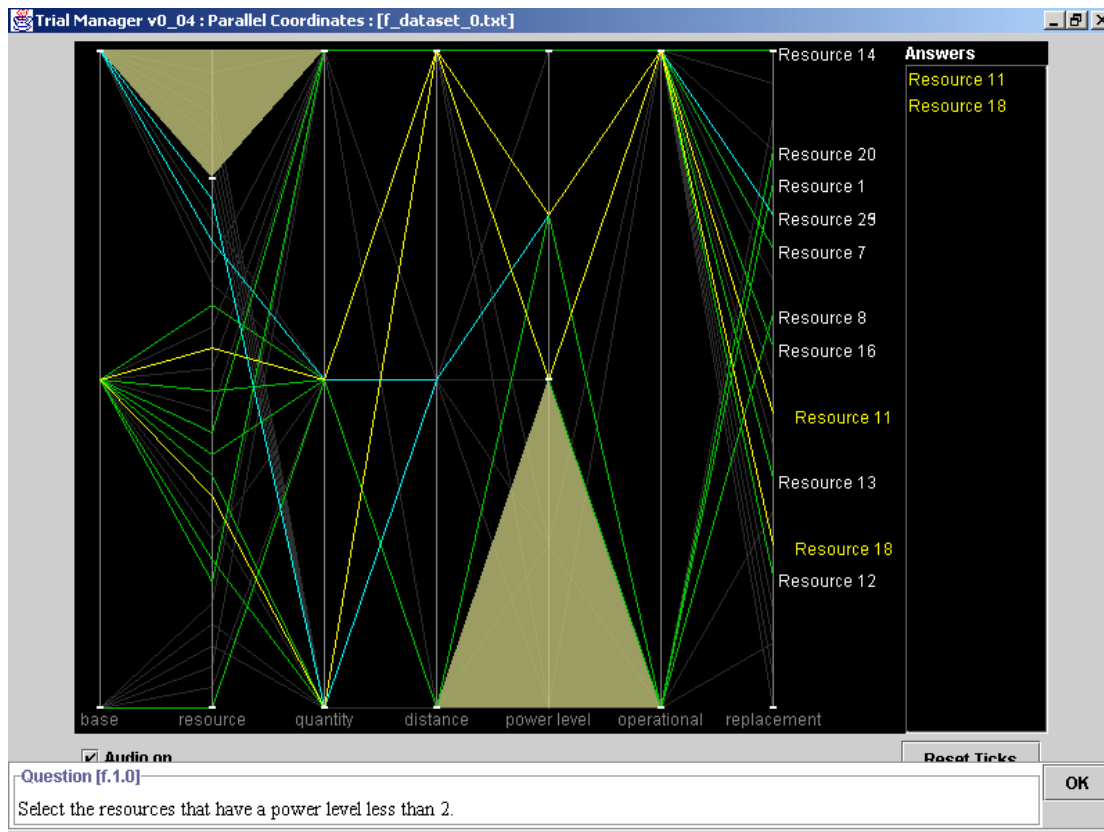 Trial Manager v0_04 : Parallel Coordinates : [f_dataset_0.txt]
Answers
Resource 11
Resource 18
Resource 14
Resource 20
Resource 1
Resource 7
Resource 8
Resource 16
Resource 11
Resource 13
Resource 18
Resource 12
base resource quantity distance power level operational replacement
Audio on
Reset Ticks
Question [f.1.0]
Select the resources that have a power level less than 2.
OK